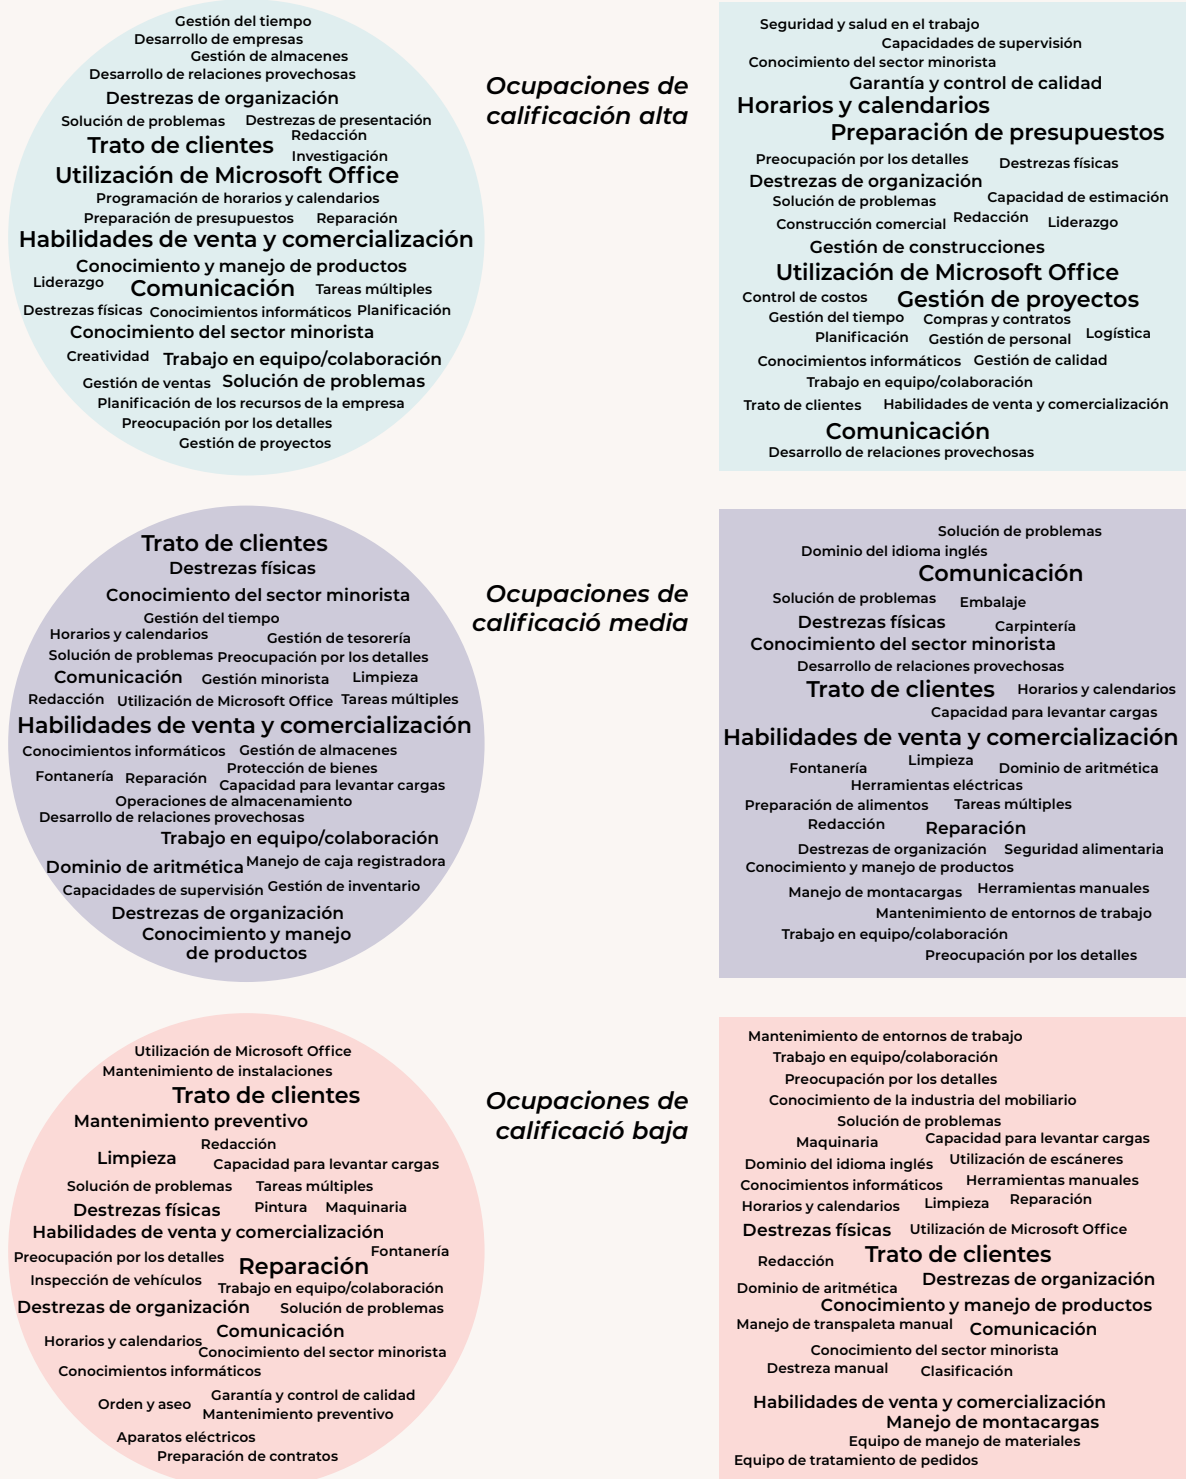 Gestión del tiempo
Desarrollo de empresas
Gestión de almacenes
Desarrollo de relaciones provechosas
Destrezas de organización
Solución de problemas Destrezas de presentación
Redacción
Trato de clientes
Investigación
Utilización de Microsoft Office
Programación de horarios y calendarios
Preparación de presupuestos Reparación
Habilidades de venta y comercialización
Conocimiento y manejo de productos
Liderazgo Comunicación Tareas múltiples
Destrezas físicas Conocimientos informáticos Planificación
Conocimiento del sector minorista
Creatividad Trabajo en equipo/colaboración
Gestión de ventas Solución de problemas
Planificación de los recursos de la empresa
Preocupación por los detalles
Gestión de proyectos
Ocupaciones de
calificación alta
Seguridad y salud en el trabajo
Capacidades de supervisión
Conocimiento del sector minorista
Garantía y control de calidad
Horarios y calendarios
Preparación de presupuestos
Preocupación por los detalles Destrezas físicas
Destrezas de organización
Solución de problemas Capacidad de estimación
Construcción comercial Redacción Liderazgo
Gestión de construcciones
Utilización de Microsoft Office
Control de costos Gestión de proyectos
Gestión del tiempo Compras y contratos
Planificación Gestión de personal Logística
Conocimientos informáticos Gestión de calidad
Trabajo en equipo/colaboración
Trato de clientes Habilidades de venta y comercialización
Comunicación
Desarrollo de relaciones provechosas
Trato de clientes
Destrezas físicas
Conocimiento del sector minorista
Gestión del tiempo
Horarios y calendarios Gestión de tesorería
Solución de problemas Preocupación por los detalles
Comunicación Gestión minorista Limpieza
Redacción Utilización de Microsoft Office Tareas múltiples
Habilidades de venta y comercialización
Conocimientos informáticos Gestión de almacenes
Protección de bienes
Fontanería Reparación
Capacidad para levantar cargas
Operaciones de almacenamiento
Desarrollo de relaciones provechosas
Trabajo en equipo/colaboración
Dominio de aritmética Manejo de caja registradora
Capacidades de supervisión Gestión de inventario
Destrezas de organización
Conocimiento y manejo
de productos
Ocupaciones de
calificació media
Solución de problemas
Dominio del idioma inglés
Comunicación
Solución de problemas Embalaje
Destrezas físicas Carpintería
Conocimiento del sector minorista
Desarrollo de relaciones provechosas
Trato de clientes Horarios y calendarios
Capacidad para levantar cargas
Habilidades de venta y comercialización
Limpieza
Fontanería Dominio de aritmética
Herramientas eléctricas
Preparación de alimentos Tareas múltiples
Redacción Reparación
Destrezas de organización Seguridad alimentaria
Conocimiento y manejo de productos
Manejo de montacargas Herramientas manuales
Mantenimiento de entornos de trabajo
Trabajo en equipo/colaboración
Preocupación por los detalles
Utilización de Microsoft Office
Mantenimiento de instalaciones
Trato de clientes
Mantenimiento preventivo
Redacción
Limpieza Capacidad para levantar cargas
Solución de problemas Tareas múltiples
Destrezas físicas Pintura Maquinaria
Habilidades de venta y comercialización
Preocupación por los detalles Fontanería
Reparación
Inspección de vehículos Trabajo en equipo/colaboración
Destrezas de organización Solución de problemas
Comunicación
Horarios y calendarios
Conocimiento del sector minorista
Conocimientos informáticos
Garantía y control de calidad
Orden y aseo
Mantenimiento preventivo
Aparatos eléctricos
Preparación de contratos
Ocupaciones de
calificació baja
Mantenimiento de entornos de trabajo
Trabajo en equipo/colaboración
Preocupación por los detalles
Conocimiento de la industria del mobiliario
Solución de problemas
Maquinaria Capacidad para levantar cargas
Dominio del idioma inglés Utilización de escáneres
Conocimientos informáticos Herramientas manuales
Horarios y calendarios Limpieza Reparación
Destrezas físicas Utilización de Microsoft Office
Redacción Trato de clientes
Destrezas de organización
Dominio de aritmética
Conocimiento y manejo de productos
Manejo de transpaleta manual Comunicación
Conocimiento del sector minorista
Destreza manual Clasificación
Habilidades de venta y comercialización
Manejo de montacargas
Equipo de manejo de materiales
Equipo de tratamiento de pedidos